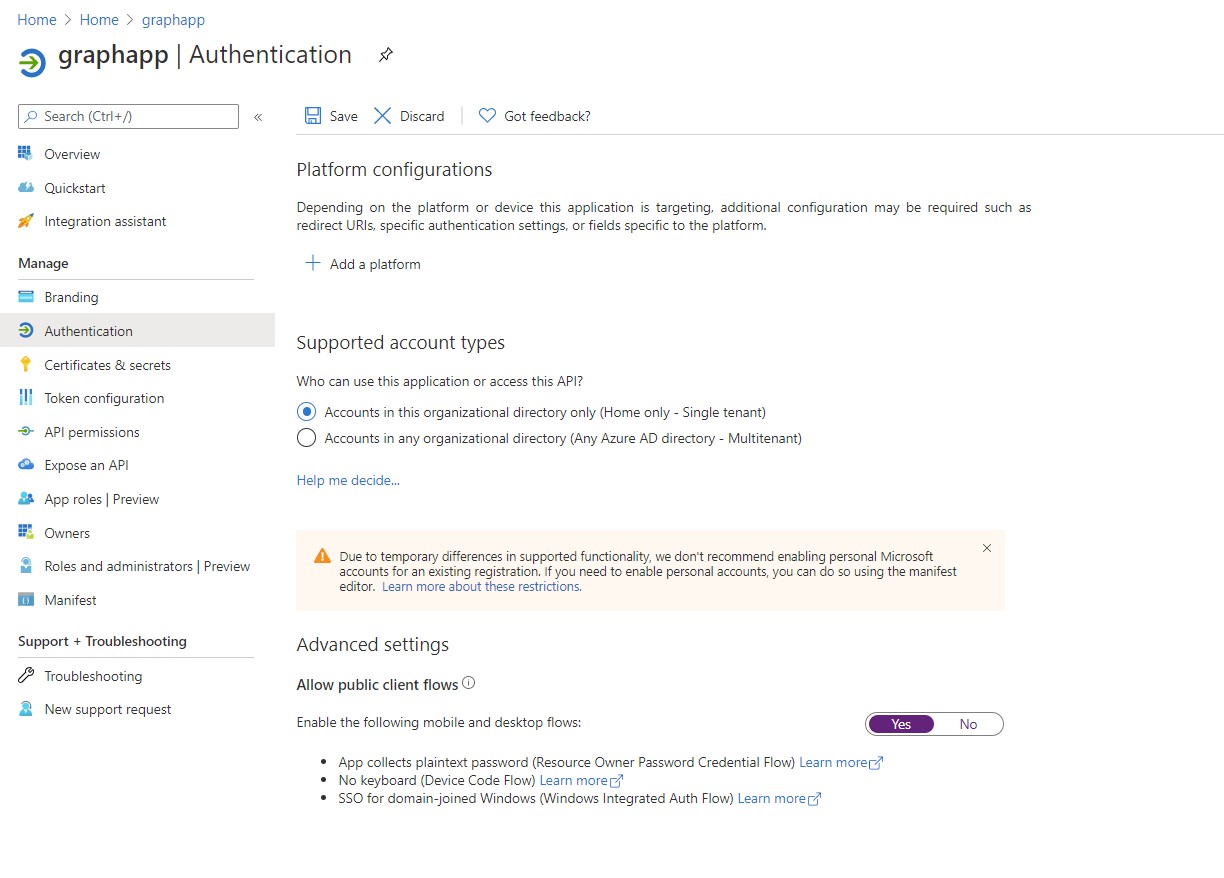 Home > Home > graphapp
graphapp | Authentication
Search (Ctrl+/)
«
Overview
Quickstart
Integration assistant
Manage
Branding
Authentication
Certificates & secrets
Token configuration
API permissions
Expose an API
App roles | Preview
Owners
Roles and administrators | Preview
Manifest
Support + Troubleshooting
Troubleshooting
New support request
Save
Discard
Got feedback?
Platform configurations
Depending on the platform or device this application is targeting, additional configuration may be required such as
redirect URIs, specific authentication settings, or fields specific to the platform.
Add a platform
Supported account types
Who can use this application or access this API?
Accounts in this organizational directory only (Home only - Single tenant)
Accounts in any organizational directory (Any Azure AD directory - Multitenant)
Help me decide...
Due to temporary differences in supported functionality, we don't recommend enabling personal Microsoft
accounts for an existing registration. If you need to enable personal accounts, you can do so using the manifest
editor. Learn more about these restrictions.
Advanced settings
Allow public client flows
Enable the following mobile and desktop flows:
Yes
No
• App collects plaintext password (Resource Owner Password Credential Flow) Learn more
• No keyboard (Device Code Flow) Learn more
• SSO for domain-joined Windows (Windows Integrated Auth Flow) Learn more